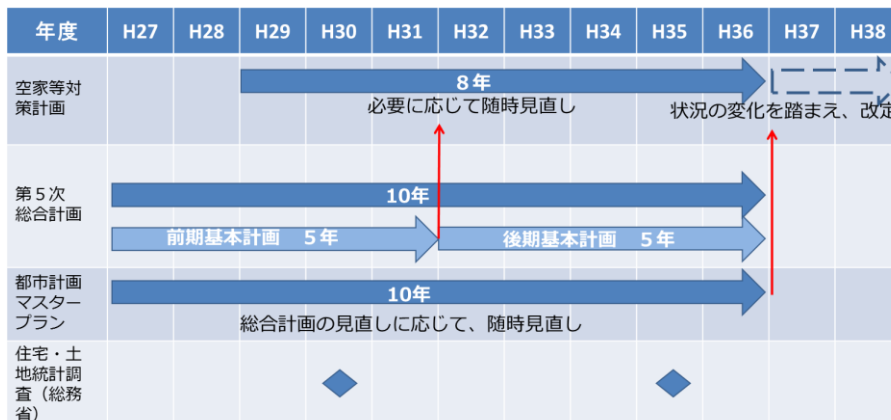 年度 H27 H28 H29 H30 H31 H32 H33 H34 H35 H36 H37 H38
空家等対
策計画
8年
必要に応じて随時見直し
状況の変化を踏まえ、改定
第５次
総合計画
10年
前期基本計画　５年
後期基本計画　５年
都市計画
マスター
プラン
10年
総合計画の見直しに応じて、随時見直し
住宅・土
地統計調
査（総務
省）